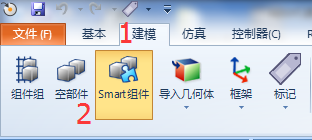 文件(F) 基本 建模 仿真 控制器(C)
1
2
组件组 空部件 Smart组件 导入几何体 框架 标记